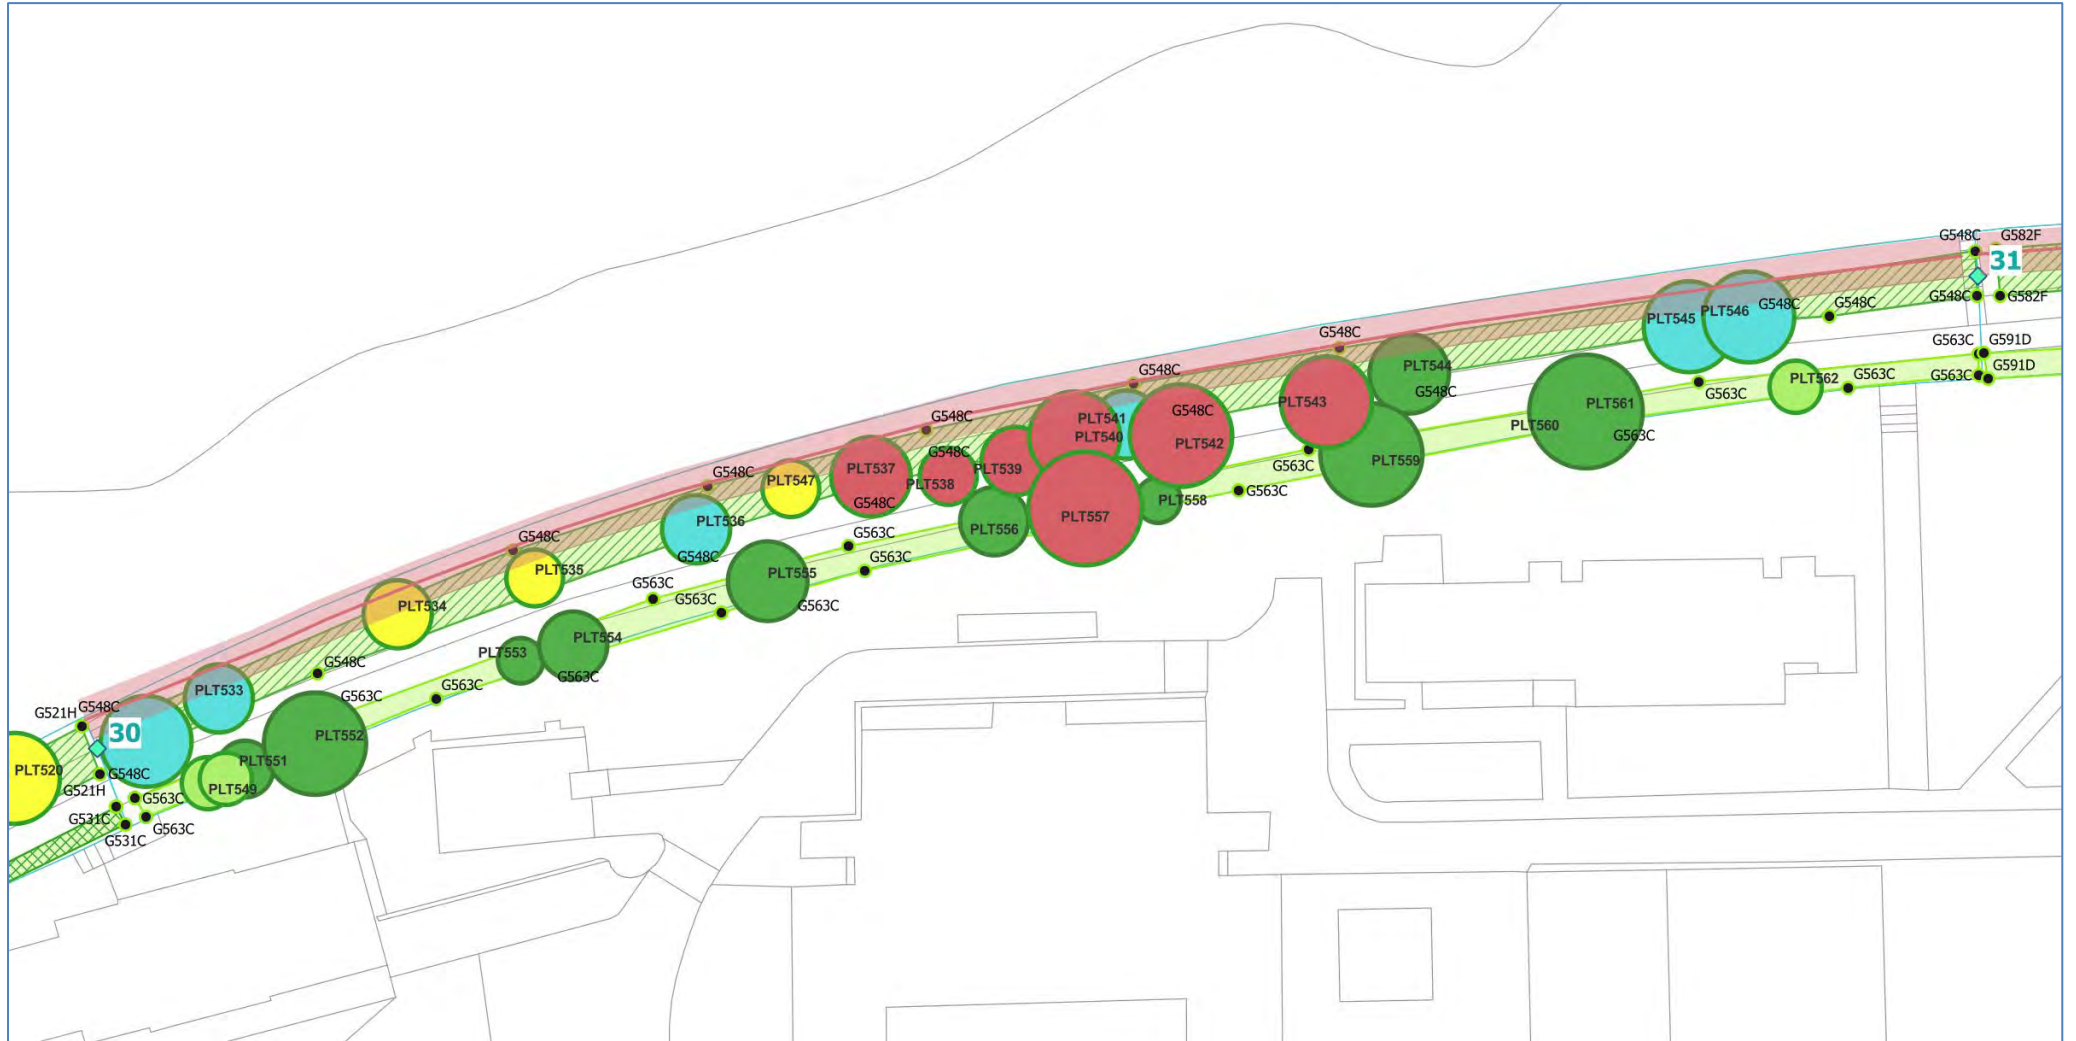 G548C
G582F
31
G548C
G582F
G548C
G548C
PLT546
PLT545
G563C
G591D
G563C
G591D
PLT562
G563C
G563C
G548C
PLT544
G548C
PLT543
PLT561
PLT560
G563C
PLT559
G563C
G563C
G548C
G548C
PLT541
PLT540
PLT542
G548C
G548C
PLT539
PLT538
PLT537
G548C
PLT557
PLT558
PLT556
G563C
G563C
G548C
PLT547
PLT536
G548C
PLT555
G563C
G548C
PLT535
G563C
G563C
PLT534
PLT554
PLT553
G563C
G548C
G563C
G563C
PLT533
G548C
G521H
30
PLT552
PLT551
PLT549
PLT520
G548C
G521H
G563C
G531C
G563C
G531C